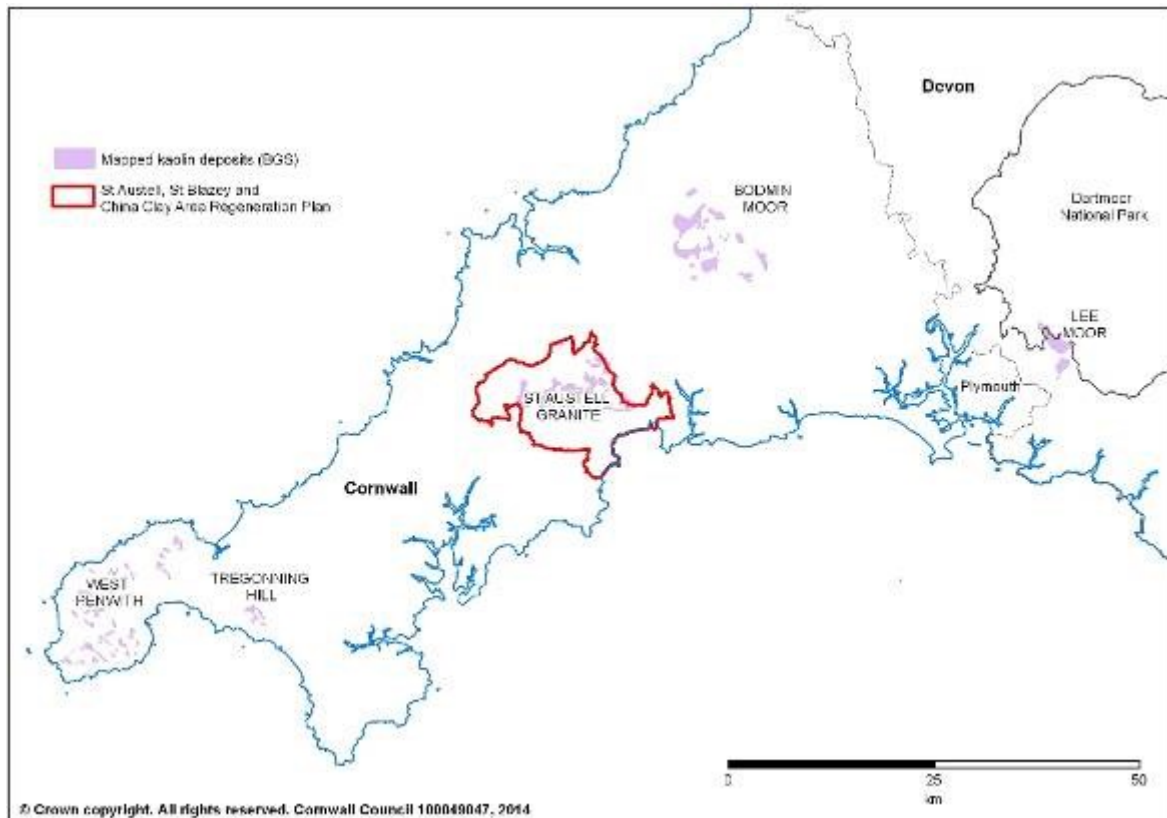 Devon
Mapped kaolin deposits (BGS)
St Austell, St Blazey and
China Clay Area Regeneration Plan
BODMIN
MOOR
Dartmoor
National Park
LEE
MOOR
Plymouth
ST AUSTELL
GRANITE
Cornwall
WEST
PENWITH
TREGONNING
HILL
0
25
50
km
© Crown copyright. All rights reserved. Cornwall Council 100049047, 2014